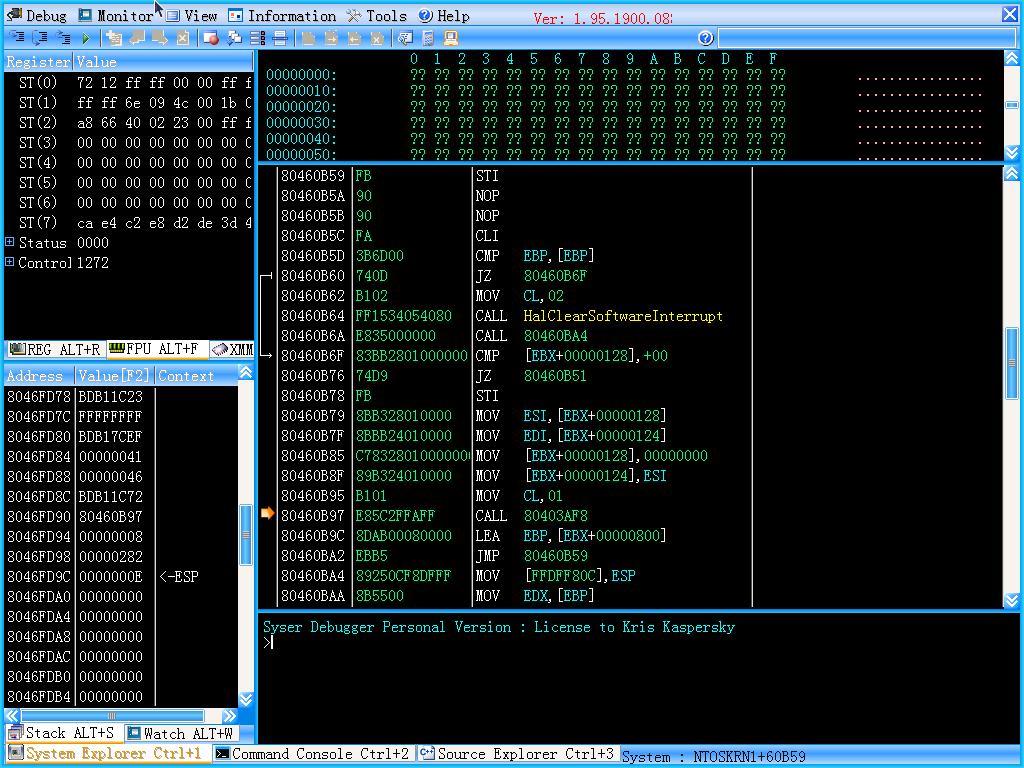 Debug Monitor View Information Tools Help Ver: 1.95.1900.08
Register Value
ST(0) 72 12 ff ff 00 00 ff f
ST(1) ff ff 6e 09 4c 00 1b
ST(2) a8 66 40 02 23 00 ff f
ST(3) 00 00 00 00 00 00 00
ST(4) 00 00 00 00 00 00 00
ST(5) 00 00 00 00 00 00 00
ST(6) 00 00 00 00 00 00 00
ST(7) ca e4 c2 e8 d2 de 3d 4
Status 0000
Control 1272
REG ALT+R FPU ALT+F XMM
0 1 2 3 4 5 6 7 8 9 A B C D E F
00000000: ?? ?? ?? ?? ?? ?? ?? ?? ?? ?? ?? ?? ?? ?? ?? ?? ................
00000010: ?? ?? ?? ?? ?? ?? ?? ?? ?? ?? ?? ?? ?? ?? ?? ?? ................
00000020: ?? ?? ?? ?? ?? ?? ?? ?? ?? ?? ?? ?? ?? ?? ?? ?? ................
00000030: ?? ?? ?? ?? ?? ?? ?? ?? ?? ?? ?? ?? ?? ?? ?? ?? ................
00000040: ?? ?? ?? ?? ?? ?? ?? ?? ?? ?? ?? ?? ?? ?? ?? ?? ................
00000050: ?? ?? ?? ?? ?? ?? ?? ?? ?? ?? ?? ?? ?? ?? ?? ?? ................
80460B59 FB STI
80460B5A 90 NOP
80460B5B 90 NOP
80460B5C FA CLI
80460B5D 3B6D00 CMP EBP,[EBP]
80460B60 740D JZ 80460B6F
80460B62 B102 MOV CL,02
80460B64 FF1534054080 CALL HalClearSoftwareInterrupt
80460B6A E835000000 CALL 80460BA4
80460B6F 83BB2801000000 CMP [EBX+00000128],+00
80460B76 74D9 JZ 80460B51
80460B78 FB STI
80460B79 8BB328010000 MOV ESI,[EBX+00000128]
80460B7F 8BBB24010000 MOV EDI,[EBX+00000124]
80460B85 C7832801000000 MOV [EBX+00000128],00000000
80460B8F 89B324010000 MOV [EBX+00000124],ESI
80460B95 B101 MOV CL,01
80460B97 E85C2FFAFF CALL 80403AF8
80460B9C 8DAB00080000 LEA EBP,[EBX+00000800]
80460BA2 EBB5 JMP 80460B59
80460BA4 89250CF8DFFF MOV [FFDFF80C],ESP
80460BAA 8B5500 MOV EDX,[EBP]
Address Value[F2] Context
8046FD78 BDB11C23
8046FD7C FFFFFFFF
8046FD80 BDB17CEF
8046FD84 00000041
8046FD88 00000046
8046FD8C BDB11C72
8046FD90 80460B97
8046FD94 00000008
8046FD98 00000282
8046FD9C 0000000E <-ESP
8046FDA0 00000000
8046FDA4 00000000
8046FDA8 00000000
8046FDAC 00000000
8046FDB0 00000000
8046FDB4 00000000
Stack ALT+S Watch ALT+W
Syser Debugger Personal Version : License to Kris Kaspersky
>
System Explorer Ctrl+1 Command Console Ctrl+2 Source Explorer Ctrl+3 System : NTOSKRN1+60B59